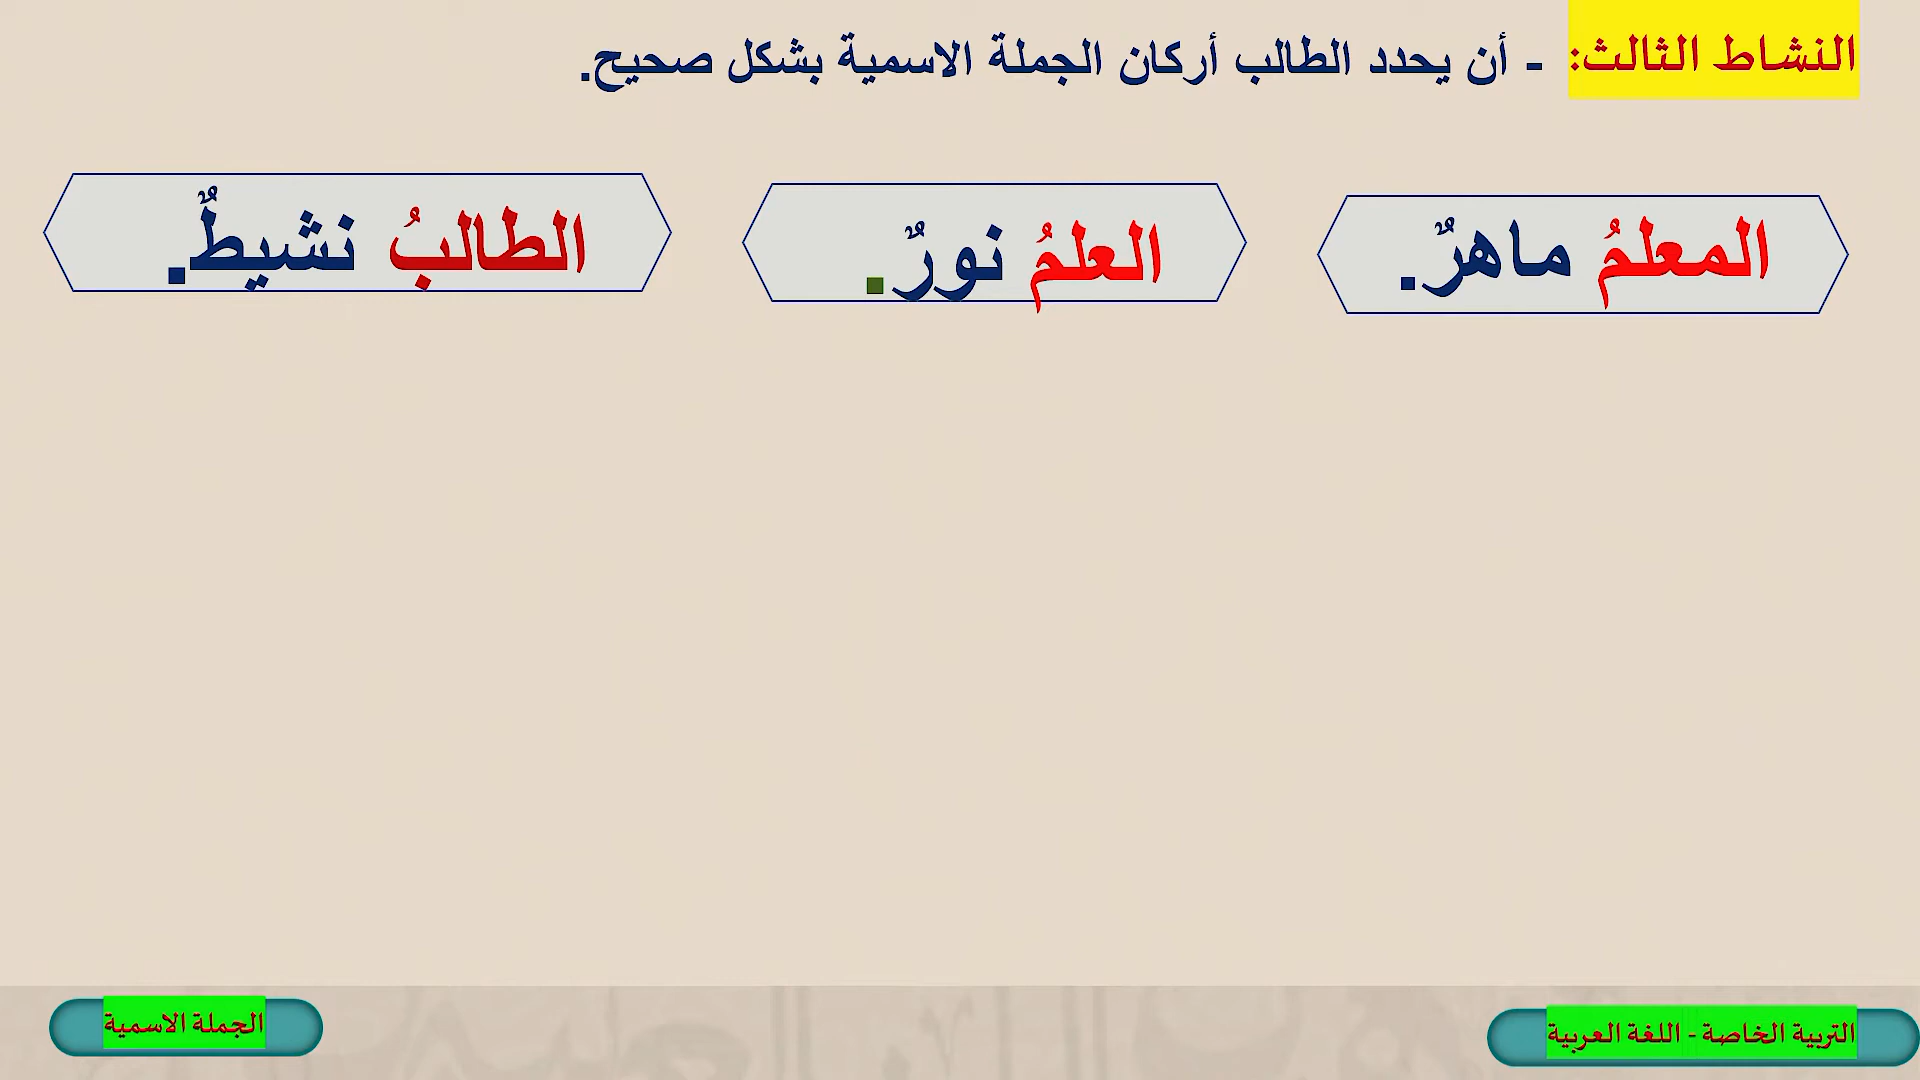 النشاط الثالث: - أن يحدد الطالب أركان الجملة الاسمية بشكل صحيح.
المعلمُ ماهرٌ.
العلمُ نورٌ.
الطالبُ نشيطٌ.
التربية الخاصة - اللغة العربية
الجملة الاسمية